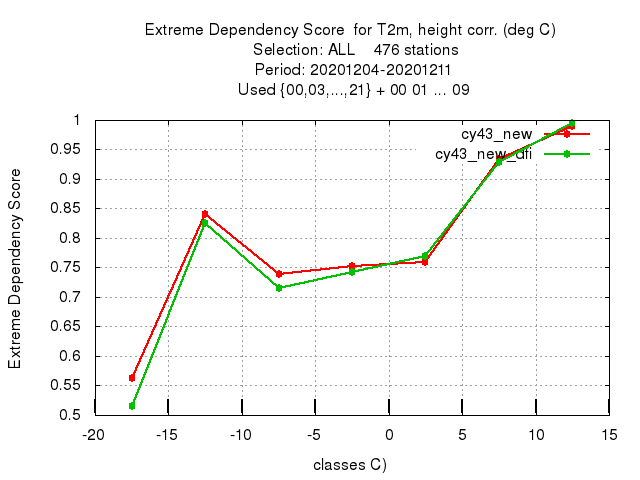 Extreme Dependency Score  for T2m, height corr. (deg C)
Selection: ALL    476 stations
Period: 20201204-20201211
Used {00,03,...,21} + 00 01 ... 09
Extreme Dependency Score
1
0.95
0.9
0.85
0.8
0.75
0.7
0.65
0.6
0.55
0.5
cy43_new
cy43_new_dfi
-20
-15
-10
-5
0
5
10
15
classes C)